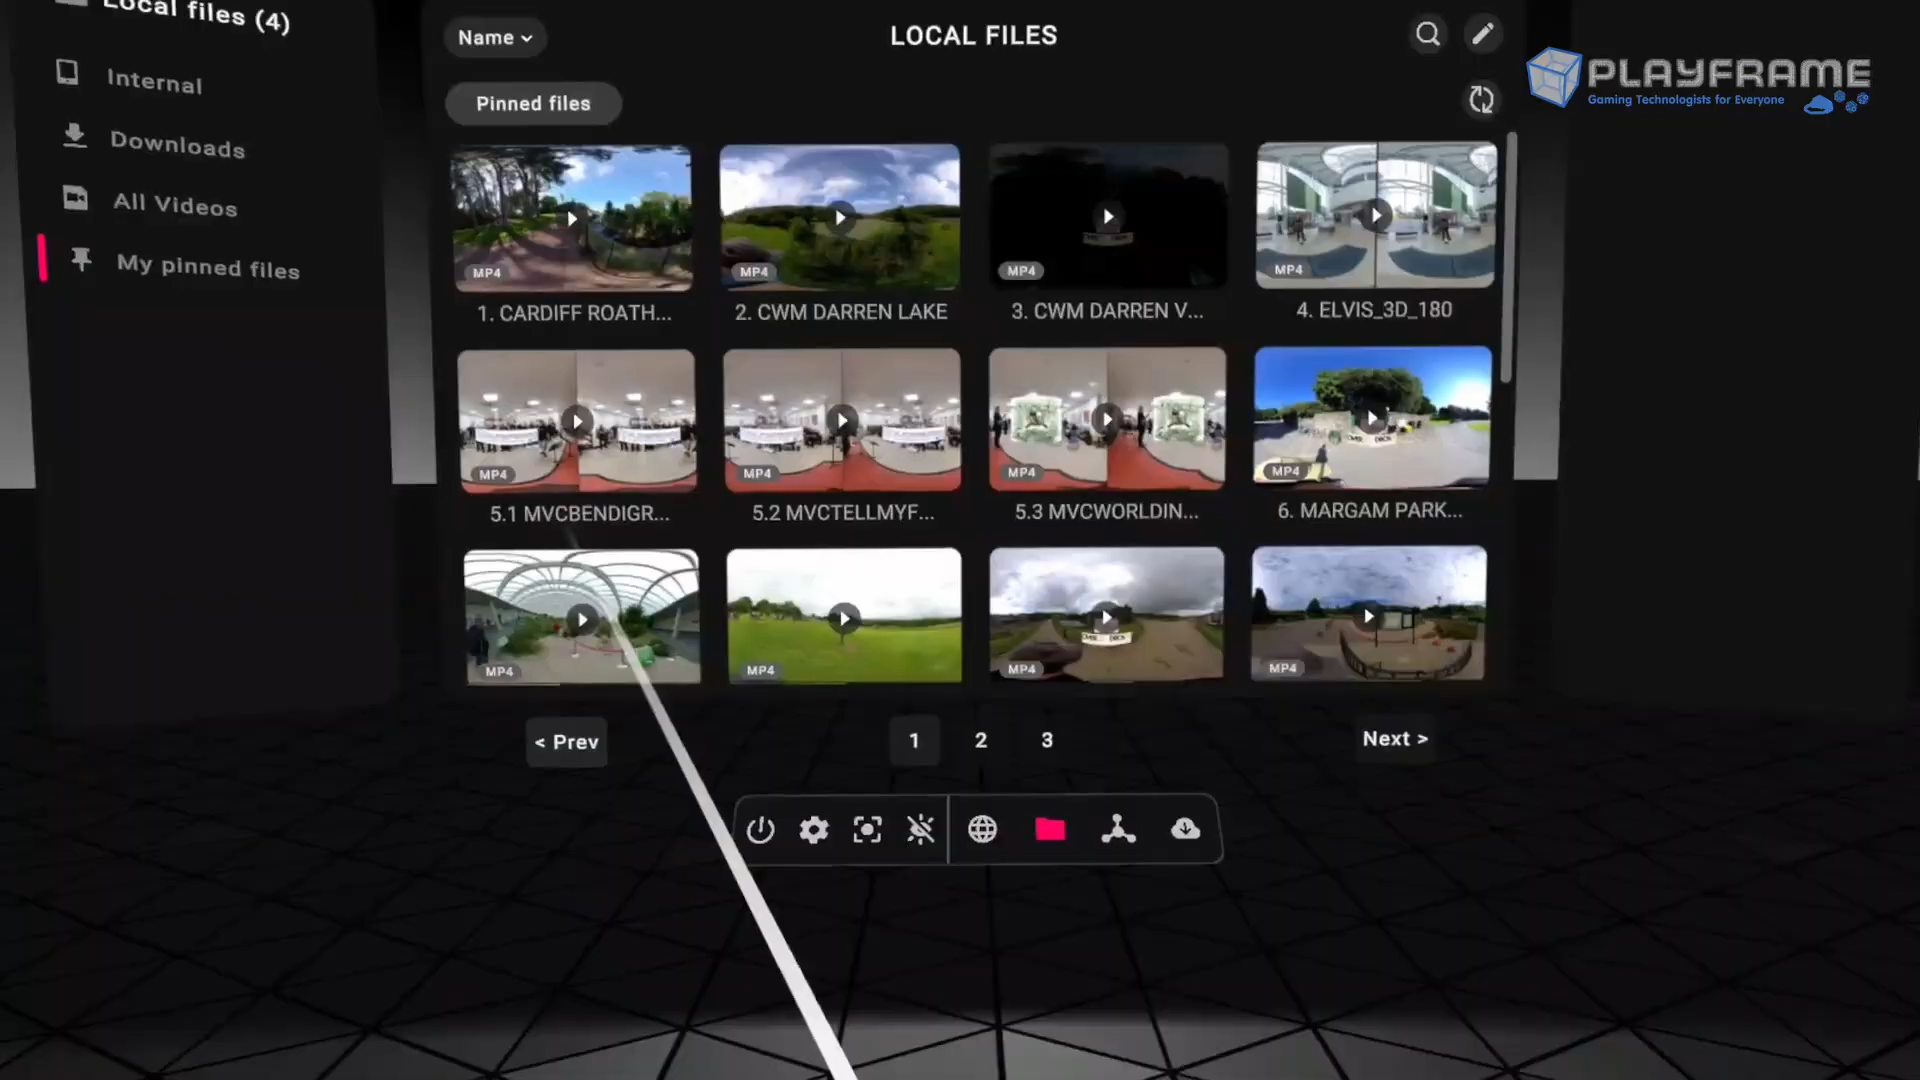 Local files (4)
Internal
Downloads
All Videos
My pinned files
Name
LOCAL FILES
Pinned files
PLAYFRAME
Gaming Technologists for Everyone
MP4
MP4
MP4
MP4
1. CARDIFF ROATH...
2. CWM DARREN LAKE
3. CWM DARREN V...
4. ELVIS_3D_180
MP4
MP4
MP4
MP4
5.1 MVCBENDIGR...
5.2 MVCTELLMYF...
5.3 MVCWORLDIN...
6. MARGAM PARK...
MP4
MP4
MP4
MP4
< Prev
1
2
3
Next >